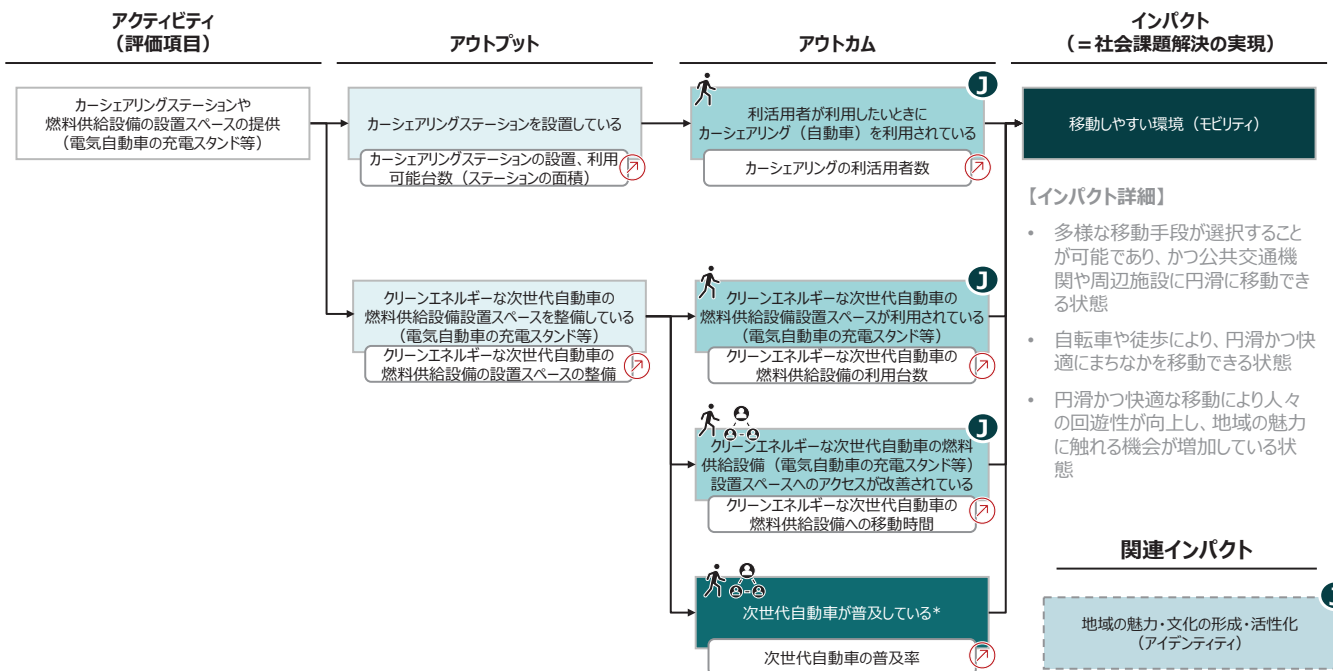 アクティビティ
（評価項目）
アウトプット
アウトカム
インパクト
（＝社会課題解決の実現）
カーシェアリングステーションや
燃料供給設備の設置スペースの提供
（電気自動車の充電スタンド等）
カーシェアリングステーションを設置している
カーシェアリングステーションの設置、利用
可能台数（ステーションの面積）
J
利活用者が利用したいときに
カーシェアリング（自動車）を利用されている
カーシェアリングの利活用者数
移動しやすい環境（モビリティ）
【インパクト詳細】
• 多様な移動手段が選択すること
が可能であり、かつ公共交通機
関や周辺施設に円滑に移動でき
る状態
• 自転車や徒歩により、円滑かつ快
適にまちなかを移動できる状態
• 円滑かつ快適な移動により人々
の回遊性が向上し、地域の魅力
に触れる機会が増加している状
態
クリーンエネルギーな次世代自動車の
燃料供給設備設置スペースを整備している
（電気自動車の充電スタンド等）
クリーンエネルギーな次世代自動車の
燃料供給設備の設置スペースの整備
J
クリーンエネルギーな次世代自動車の
燃料供給設備設置スペースが利用されている
（電気自動車の充電スタンド等）
クリーンエネルギーな次世代自動車の
燃料供給設備の利用台数
J
クリーンエネルギーな次世代自動車の燃料
供給設備（電気自動車の充電スタンド等）
設置スペースへのアクセスが改善されている
クリーンエネルギーな次世代自動車の
燃料供給設備への移動時間
次世代自動車が普及している*
次世代自動車の普及率
関連インパクト
J
地域の魅力・文化の形成・活性化
（アイデンティティ）